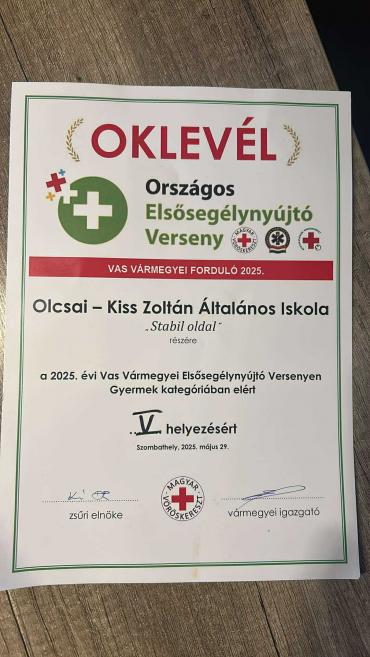 OKLEVÉL
Országos
Elsősegélynyújtó
Verseny
VAS VÁRMEGYEI FORDULÓ 2025.
Olcsai – Kiss Zoltán Általános Iskola
„Stabil oldal"
részére
a 2025. évi Vas Vármegyei Elsősegélynyújtó Versenyen
Gyermek kategóriában elért
V. helyezésért
Szombathely, 2025. május 29.
MAGYAR
VÖRÖSKERESZT
zsűri elnöke
vármegyei igazgató